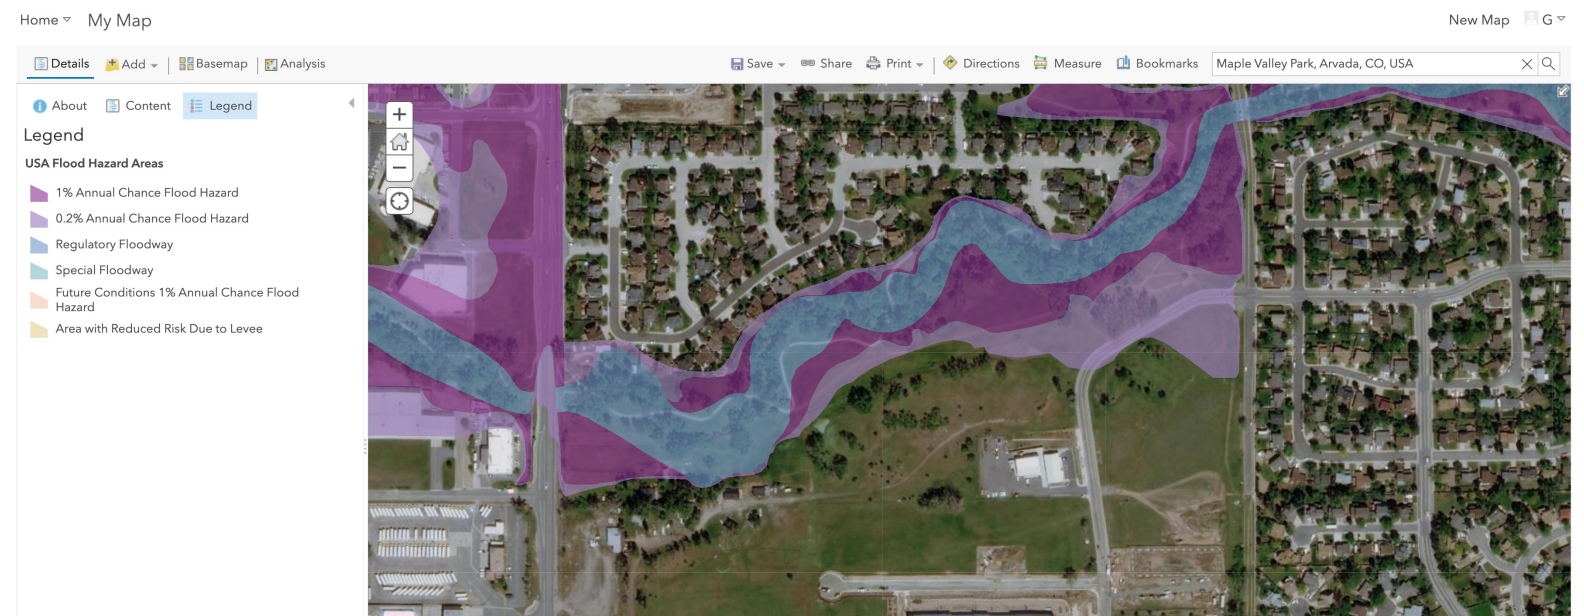 Home My Map New Map G
Details Add Basemap Analysis Save Share Print Directions Measure Bookmarks Maple Valley Park, Arvada, CO, USA
About Content Legend
Legend
USA Flood Hazard Areas
1% Annual Chance Flood Hazard
0.2% Annual Chance Flood Hazard
Regulatory Floodway
Special Floodway
Future Conditions 1% Annual Chance Flood
Hazard
Area with Reduced Risk Due to Levee